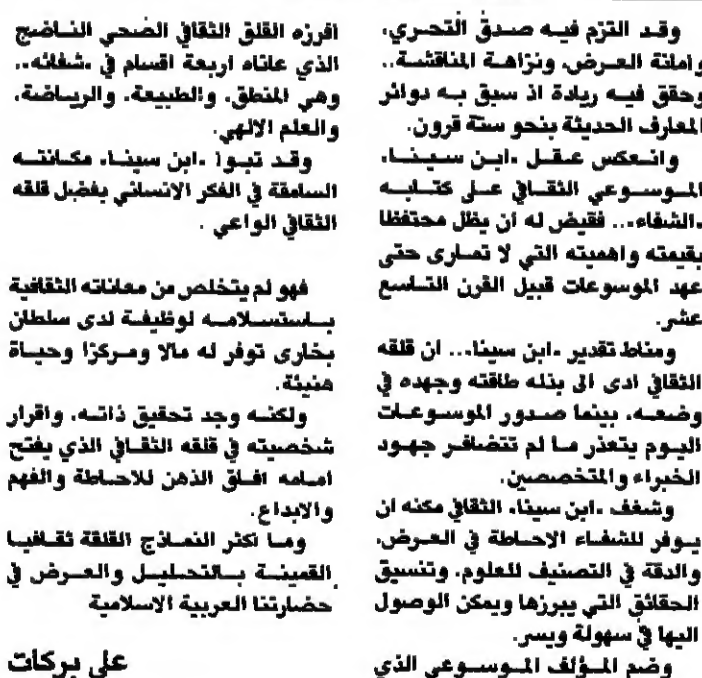 وقد التزم فيه صدق التحري،
وامانة العرض، ونزاهة المناقشة..
وحقق فيه ريادة اذ سبق به دوائر
المعارف الحديثة بنحو ستة قرون.
وانعكس عقل «ابن سينا»
الموسوعي الثقافي على كتابه
«الشفاء».. فقيض له ان يظل محتفظا
بقيمته واهميته التي لا تمارى حتى
عهد الموسوعات قبيل القرن التاسع
عشر.
ومناط تقدير «ابن سينا».. ان قلقه
الثقافي ادى الى بذله طاقته وجهده في
وضعه، بينما صدور الموسوعات
اليوم يتعذر ما لم تتضافر جهود
الخبراء والمتخصصين.
وشغف «ابن سينا» الثقافي مكنه ان
يوفر للشفاء الاحاطة في العرض،
والدقة في التصنيف للعلوم، وتنسيق
الحقائق التي يبرزها ويمكن الوصول
اليها في سهولة ويسر.
وضم المؤلف الموسوعي الذي
افرزه القلق الثقافي الضحي الناضج
الذي عاناه اربعة اقسام في «شفائه»،
وهي المنطق، والطبيعة، والرياضة،
والعلم الالهي.
وقد تبوا «ابن سينا» مكانته
السامقة في الفكر الانساني بفضل قلقه
الثقافي الواعي.
فهو لم يتخلص من معاناته الثقافية
باستسلامه لوظيفة لدى سلطان
بخارى توفر له مالا ومركزا وحياة
هنيئة.
ولكنه وجد تحقيق ذاته، واقرار
شخصيته في قلقه الثقافي الذي يفتح
امامه افاق الذهن للاحاطة والفهم
والابداع.
وما اكثر النماذج القلقة ثقافيا
القمينة بالتحليل والعرض في
حضارتنا العربية الاسلامية
علي بركات